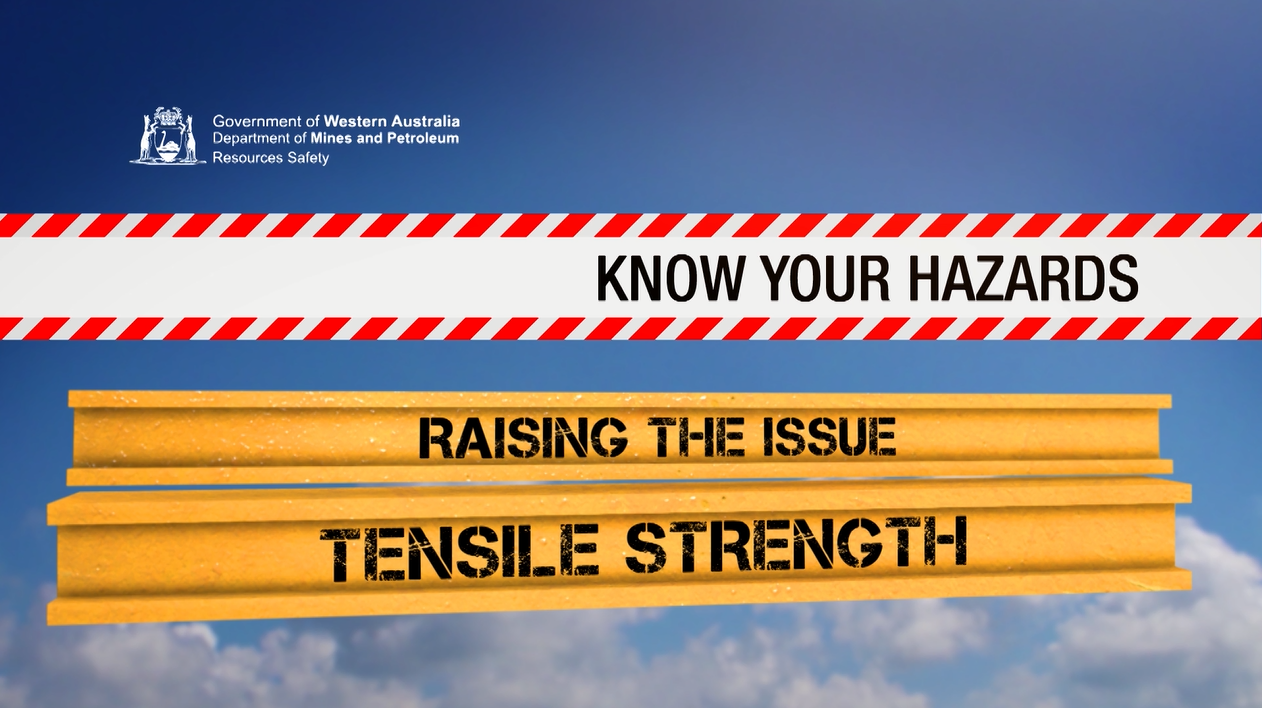 Government of Western Australia
Department of Mines and Petroleum
Resources Safety
KNOW YOUR HAZARDS
RAISING THE ISSUE
TENSILE STRENGTH